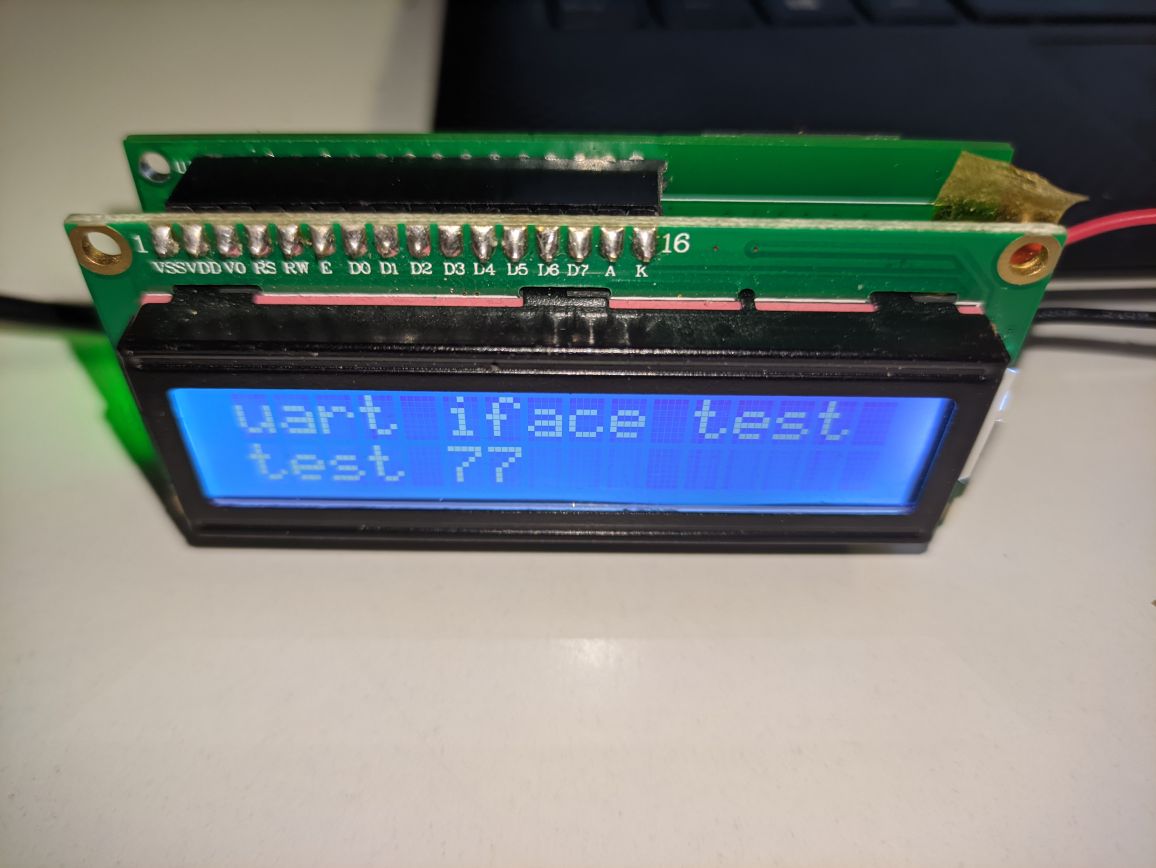 1 16
VSS VDD V0 RS RW E D0 D1 D2 D3 D4 D5 D6 D7 A K
uart iface test
test 77